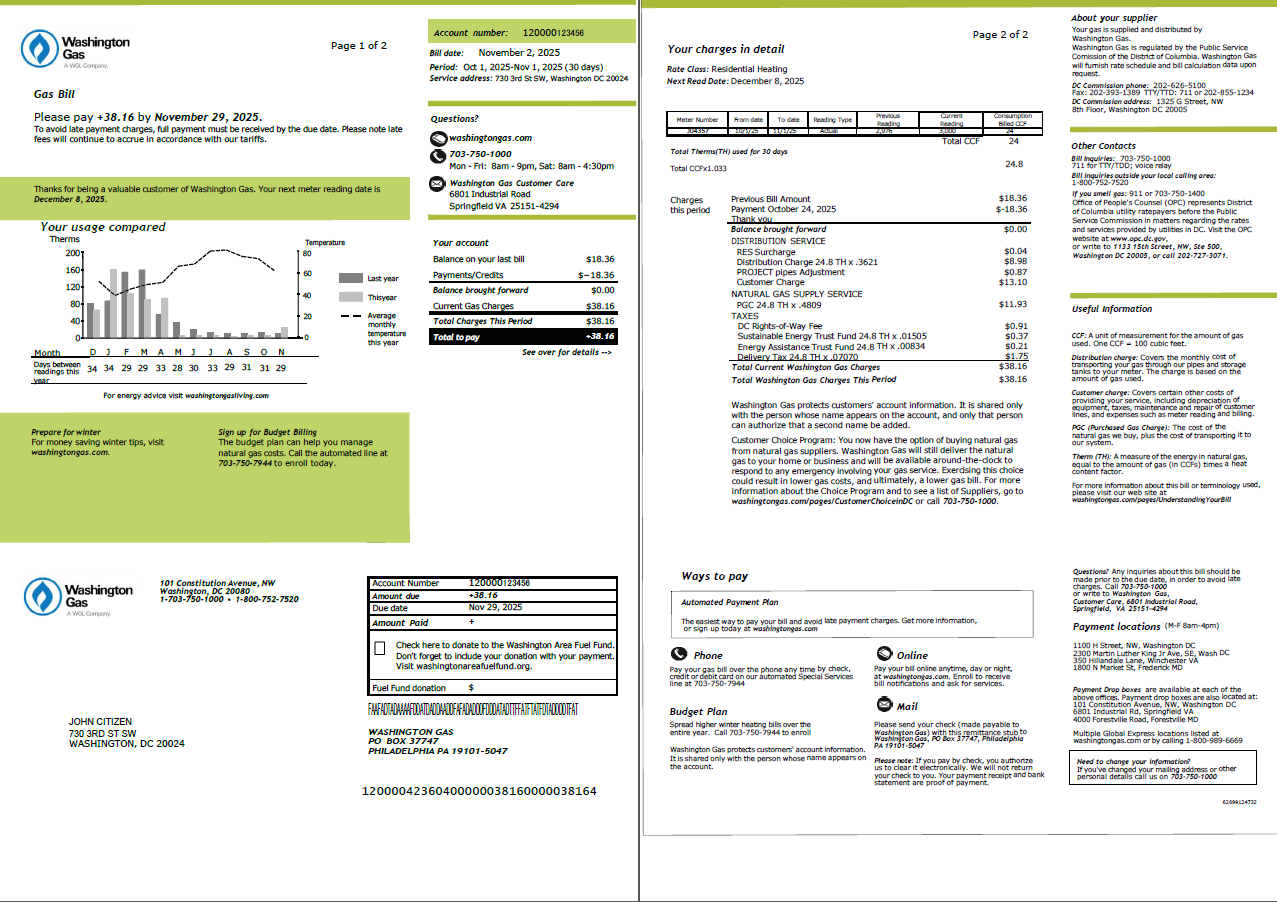 Washington
Gas
A WGL Company.
Page 1 of 2
Account number: 120000123456
Bill date: November 2, 2025
Period: Oct 1, 2025-Nov 1, 2025 (30 days)
Service address: 730 3rd St SW, Washington DC 20024
Gas Bill
Please pay +38.16 by November 29, 2025.
To avoid late payment charges, full payment must be received by the due date. Please note late
fees will continue to accrue in accordance with our tariffs.
Questions?
washingtongas.com
703-750-1000
Mon - Fri: 8am - 9pm, Sat: 8am - 4:30pm
Washington Gas Customer Care
6801 Industrial Road
Springfield VA 25151-4294
Thanks for being a valuable customer of Washington Gas. Your next meter reading date is
December 8, 2025.
Your usage compared
Therms
200
160
120
80
40
0
Temperature
80
60
40
20
0
Last year
Thisyear
Average
monthly
temperature
this year
Month D J F M A M J J A S O N
Days between
readings this
year
34 34 29 29 33 28 30 33 29 31 31 29
For energy advice visit washingtongasliving.com
Your account
Balance on your last bill $18.36
Payments/Credits $−18.36
Balance brought forward $0.00
Current Gas Charges $38.16
Total Charges This Period $38.16
Total to pay +38.16
See over for details -->
Prepare for winter
For money saving winter tips, visit
washingtongas.com.
Sign up for Budget Billing
The budget plan can help you manage
natural gas costs. Call the automated line at
703-750-7944 to enroll today.
Washington
Gas
A WGL Company.
101 Constitution Avenue, NW
Washington, DC 20080
1-703-750-1000 • 1-800-752-7520
Account Number 120000123456
Amount due +38.16
Due date Nov 29, 2025
Amount Paid +
Check here to donate to the Washington Area Fuel Fund.
Don't forget to include your donation with your payment.
Visit washingtonareafuelfund.org.
Fuel Fund donation $
JOHN CITIZEN
730 3RD ST SW
WASHINGTON, DC 20024
WASHINGTON GAS
PO BOX 37747
PHILADELPHIA PA 19101-5047
1200004236040000003816000003816​4
Page 2 of 2
Your charges in detail
Rate Class: Residential Heating
Next Read Date: December 8, 2025
Meter Number From date To date Reading Type Previous Reading Current Reading Consumption Billed CCF
J04357 10/1/25 11/1/25 Actual 2,976 3,000 24
Total CCF 24
Total Therms(TH) used for 30 days
Total CCFx1.033 24.8
Charges
this period
Previous Bill Amount $18.36
Payment October 24, 2025 $-18.36
Thank you
Balance brought forward $0.00
DISTRIBUTION SERVICE
RES Surcharge $0.04
Distribution Charge 24.8 TH x .3621 $8.98
PROJECT pipes Adjustment $0.87
Customer Charge $13.10
NATURAL GAS SUPPLY SERVICE
PGC 24.8 TH x .4809 $11.93
TAXES
DC Rights-of-Way Fee $0.91
Sustainable Energy Trust Fund 24.8 TH x .01505 $0.37
Energy Assistance Trust Fund 24.8 TH x .00834 $0.21
Delivery Tax 24.8 TH x .07070 $1.75
Total Current Washington Gas Charges $38.16
Total Washington Gas Charges This Period $38.16
Washington Gas protects customers' account information. It is shared only
with the person whose name appears on the account, and only that person
can authorize that a second name be added.
Customer Choice Program: You now have the option of buying natural gas
from natural gas suppliers. Washington Gas will still deliver the natural
gas to your home or business and will be available around-the-clock to
respond to any emergency involving your gas service. Exerdsing this choice
could result in lower gas costs, and ultimately, a lower gas bill. For more
information about the Choice Program and to see a list of Suppliers, go to
washingtongas.com/pages/CustomerChoiceinDC or call 703-750-1000.
About your supplier
Your gas is supplied and distributed by
Washington Gas.
Washington Gas is regulated by the Public Service
Comission of the District of Columbia. Washington Gas
will furnish rate schedule and bill calculation data upon
request.
DC Commission phone: 202-626-5100
Fax: 202-393-1389 TTY/TTD: 711 or 202-855-1234
DC Commission address: 1325 G Street, NW
8th Floor, Washington DC 20005
Other Contacts
Bill Inquiries: 703-750-1000
711 for TTY/TDD; voice relay
Bill inquiries outside your local calling area:
1-800-752-7520
If you smell gas: 911 or 703-750-1400
Office of People's Counsel (OPC) represents District
of Columbia utility ratepayers before the Public
Service Commission in matters regarding the rates
and services provided by utilities in DC. Visit the OPC
website at www.opc.dc.gov,
or write to 1133 15th Street, NW, Ste 500,
Washington DC 20005, or call 202-727-3071.
Useful Information
CCF: A unit of measurement for the amount of gas
used. One CCF = 100 cubic feet.
Distribution charge: Covers the monthly cost of
transporting your gas through our pipes and storage
tanks to your meter. The charge is based on the
amount of gas used.
Customer charge: Covers certain other costs of
providing your service, including depreciation of
equipment, taxes, maintenance and repair of customer
lines, and expenses such as meter reading and billing.
PGC (Purchased Gas Charge): The cost of the
natural gas we buy, plus the cost of transporting it to
our system.
Therm (TH): A measure of the energy in natural gas,
equal to the amount of gas (in CCFs) times a heat
content factor.
For more information about this bill or terminology used,
please visit our web site at
washingtongas.com/pages/UnderstandingYourBill
Ways to pay
Automated Payment Plan
The easiest way to pay your bill and avoid late payment charges. Get more information,
or sign up today at washingtongas.com
Phone
Pay your gas bill over the phone any time by check,
credit or debit card on our automated Special Services
line at 703-750-7944
Budget Plan
Spread higher winter heating bills over the
entire year. Call 703-750-7944 to enroll
Washington Gas protects customers' account information.
It is shared only with the person whose name appears on
the account.
Online
Pay your bill online anytime, day or night,
at washingtongas.com. Enroll to receive
bill notifications and ask for services.
Mail
Please send your check (made payable to
Washington Gas) with this remittance stub to
Washington Gas, PO Box 37747, Philadelphia
PA 19101-5047
Please note: If you pay by check, you authorize
us to clear it electronically. We will not return
your check to you. Your payment receipt and bank
statement are proof of payment.
Questions? Any inquiries about this bill should be
made prior to the due date, in order to avoid late
charges. Call 703-750-1000
or write to Washington Gas,
Customer Care, 6801 Industrial Road,
Springfield, VA 25151-4294
Payment locations (M-F 8am-4pm)
1100 H Street, NW, Washington DC
2300 Martin Luther King Jr Ave, SE, Wash DC
350 Hillandale Lane, Winchester VA
1800 N Market St, Frederick MD
Payment Drop boxes are available at each of the
above offices. Payment drop boxes are also located at:
101 Constitution Avenue, NW, Washington DC
6801 Industrial Rd, Springfield VA
4000 Forestville Road, Forestville MD
Multiple Global Express locations listed at
washingtongas.com or by calling 1-800-989-6669
Need to change your information?
If you've changed your mailing address or other
personal details call us on 703-750-1000
62899124732